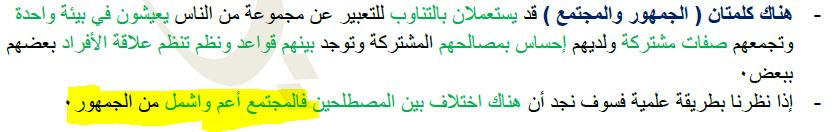 - هناك كلمتان ( الجمهور والمجتمع ) قد يستعملان بالتناوب للتعبير عن مجموعة من الناس يعيشون في بيئة واحدة
وتجمعهم صفات مشتركة ولديهم إحساس بمصالحهم المشتركة وتوجد بينهم قواعد ونظم تنظم علاقة الأفراد بعضهم
ببعض٠
- إذا نظرنا بطريقة علمية فسوف نجد أن هناك اختلاف بين المصطلحين فالمجتمع أعم واشمل من الجمهور٠